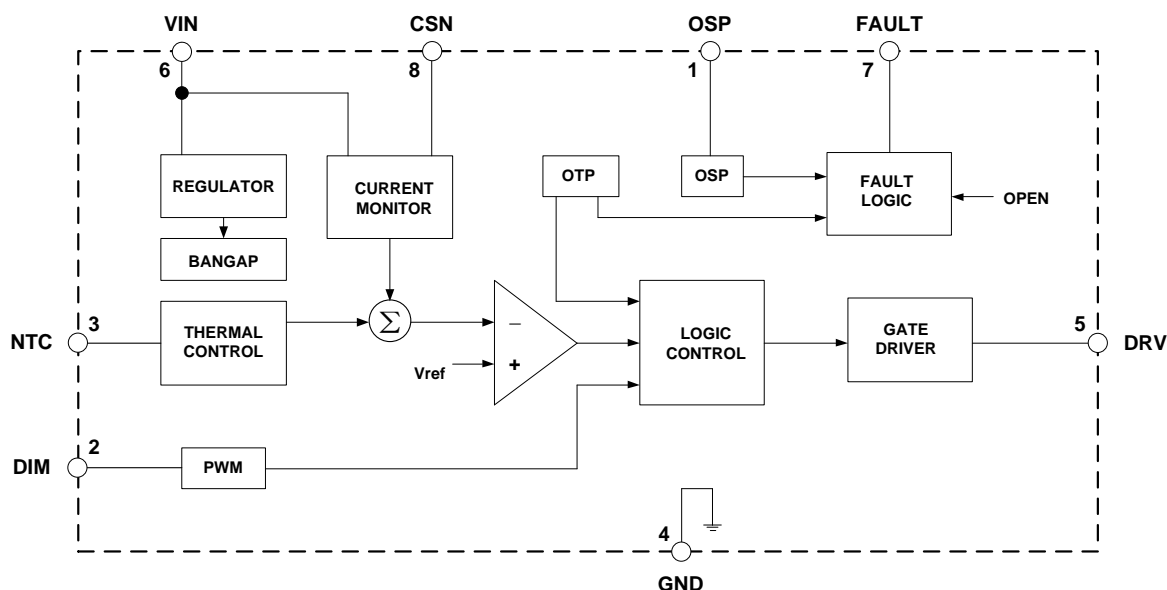 VIN
CSN
OSP
FAULT
6
8
1
7
REGULATOR
CURRENT
MONITOR
OTP
OSP
FAULT
LOGIC
OPEN
BANGAP
NTC
3
THERMAL
CONTROL
Σ
−
+
Vref
LOGIC
CONTROL
GATE
DRIVER
5
DRV
DIM
2
PWM
4
GND